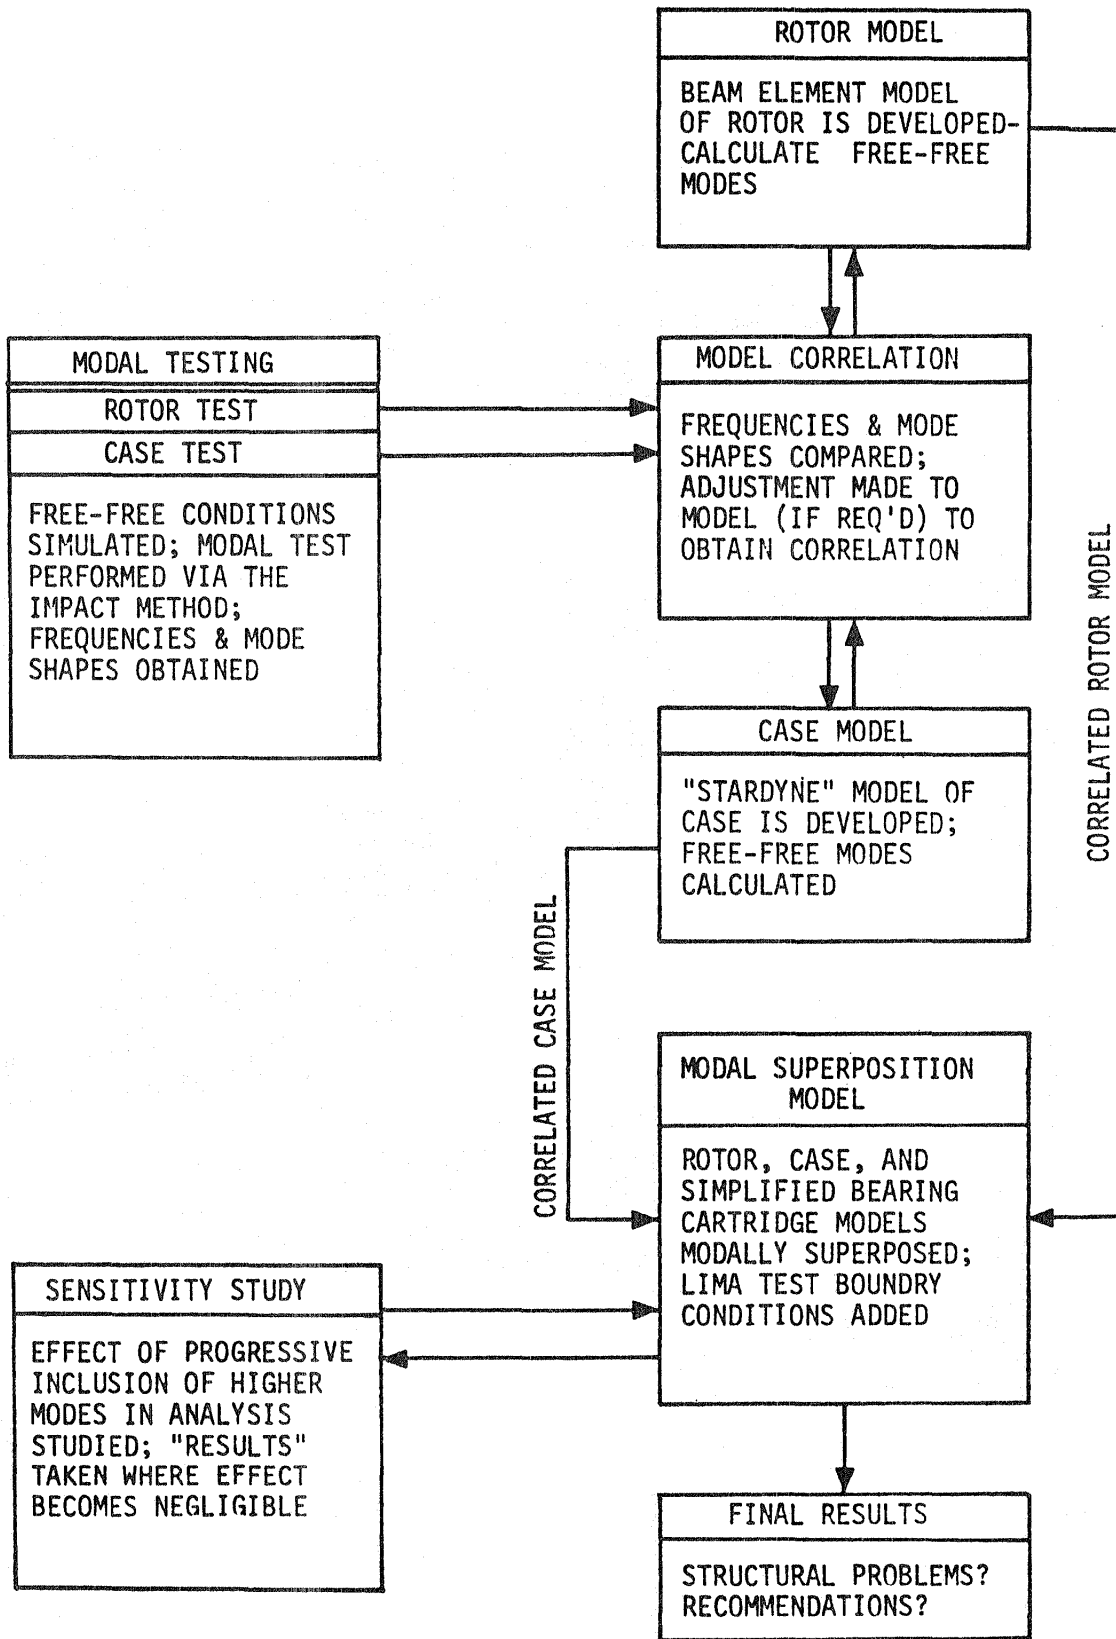 ROTOR MODEL
BEAM ELEMENT MODEL
OF ROTOR IS DEVELOPED-
CALCULATE FREE-FREE
MODES
MODAL TESTING
ROTOR TEST
CASE TEST
FREE-FREE CONDITIONS
SIMULATED; MODAL TEST
PERFORMED VIA THE
IMPACT METHOD;
FREQUENCIES & MODE
SHAPES OBTAINED
MODEL CORRELATION
FREQUENCIES & MODE
SHAPES COMPARED;
ADJUSTMENT MADE TO
MODEL (IF REQ'D) TO
OBTAIN CORRELATION
CORRELATED ROTOR MODEL
CASE MODEL
"STARDYNE" MODEL OF
CASE IS DEVELOPED;
FREE-FREE MODES
CALCULATED
CORRELATED CASE MODEL
MODAL SUPERPOSITION
MODEL
ROTOR, CASE, AND
SIMPLIFIED BEARING
CARTRIDGE MODELS
MODALLY SUPERPOSED;
LIMA TEST BOUNDRY
CONDITIONS ADDED
SENSITIVITY STUDY
EFFECT OF PROGRESSIVE
INCLUSION OF HIGHER
MODES IN ANALYSIS
STUDIED; "RESULTS"
TAKEN WHERE EFFECT
BECOMES NEGLIGIBLE
FINAL RESULTS
STRUCTURAL PROBLEMS?
RECOMMENDATIONS?